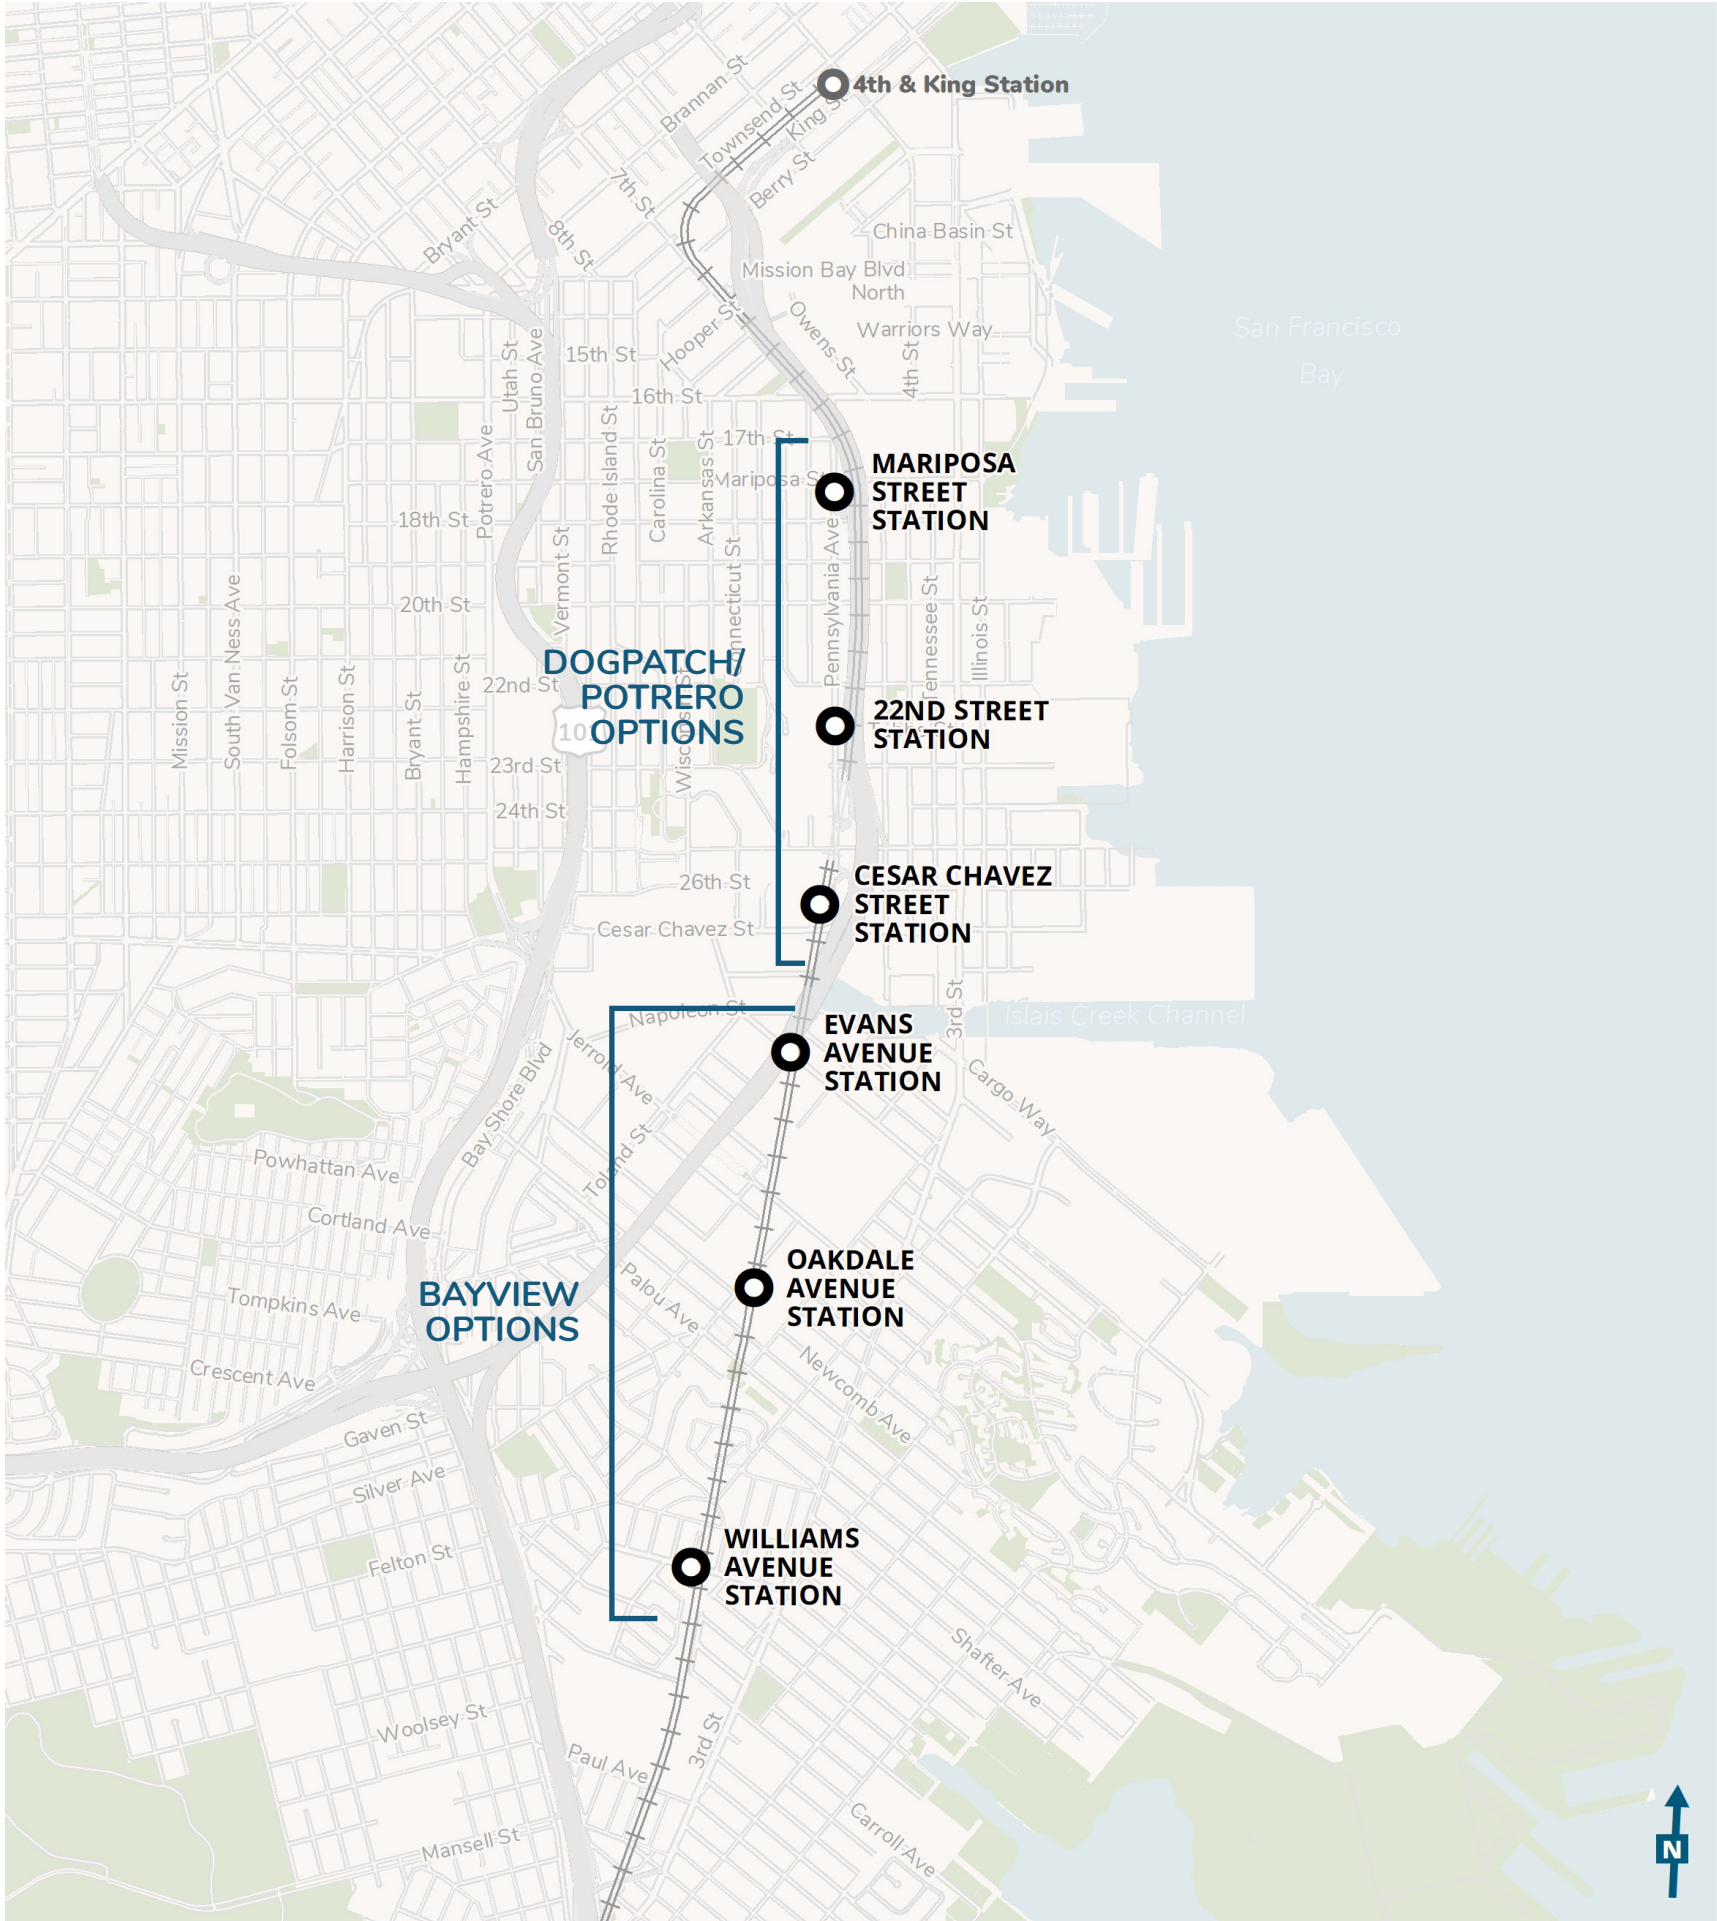 4th & King Station
Brannan St
Townsend St
King St
Berry St
7th St
Bryant St
8th St
China Basin St
Mission Bay Blvd
North
Owens St
Warriors Way
Hooper St
San Francisco
Bay
Utah St
San Bruno Ave
15th St
4th St
16th St
17th St
MARIPOSA
STREET
STATION
Mariposa St
Potrero Ave
Rhode Island St
Carolina St
Arkansas St
18th St
Vermont St
Connecticut St
Pennsylvania Ave
Tennessee St
Illinois St
20th St
DOGPATCH/
POTRERO
OPTIONS
Mission St
South Van Ness Ave
Folsom St
Harrison St
Bryant St
Hampshire St
22nd St
101
22ND STREET
STATION
23rd St
24th St
26th St
CESAR CHAVEZ
STREET
STATION
Cesar Chavez St
3rd St
Islais Creek Channel
Napoleon St
EVANS
AVENUE
STATION
Jerrold Ave
Bay Shore Blvd
Cargo Way
Toland St
Powhattan Ave
Cortland Ave
OAKDALE
AVENUE
STATION
BAYVIEW
OPTIONS
Palou Ave
Tompkins Ave
Newcomb Ave
Crescent Ave
Gaven St
Silver Ave
WILLIAMS
AVENUE
STATION
Felton St
Shafter Ave
Woolsey St
3rd St
Paul Ave
Carroll Ave
Mansell St
N